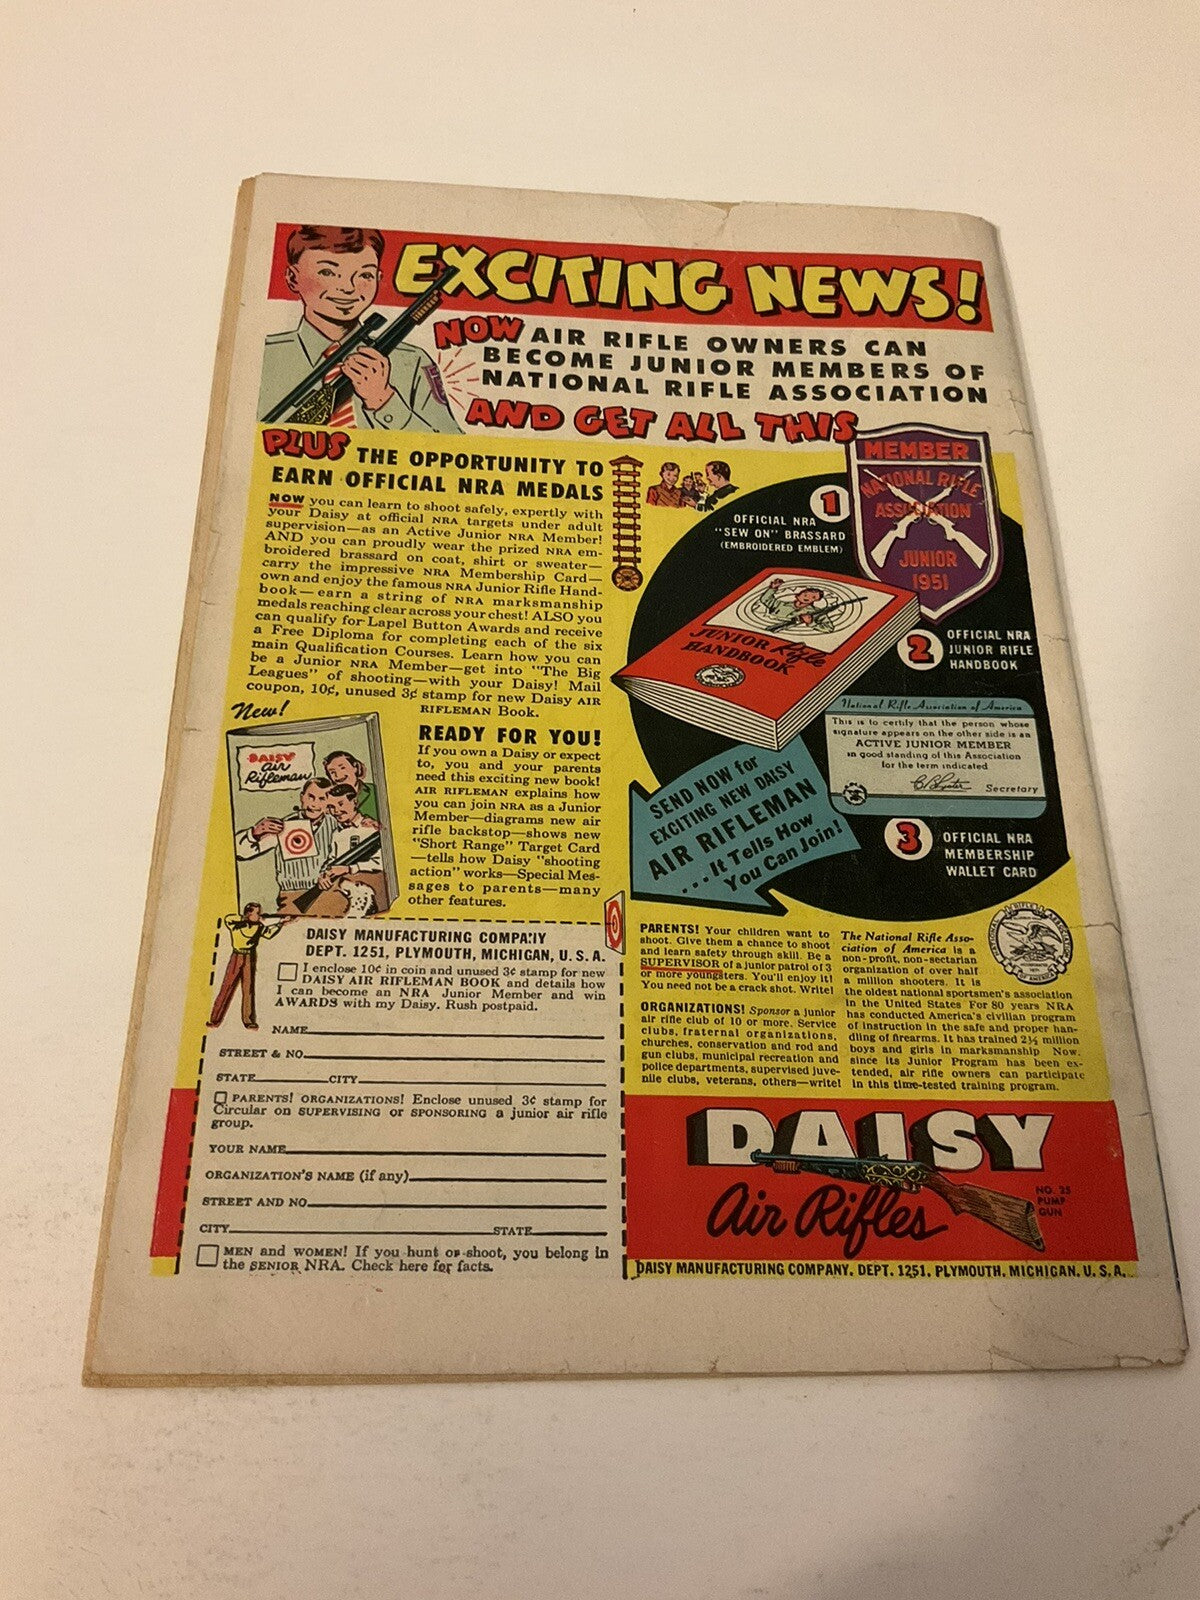 EXCITING NEWS!
NOW AIR RIFLE OWNERS CAN
BECOME JUNIOR MEMBERS OF
NATIONAL RIFLE ASSOCIATION
AND GET ALL THIS
PLUS THE OPPORTUNITY TO
EARN OFFICIAL NRA MEDALS
NOW you can learn to shoot safely, expertly with
your Daisy at official NRA targets under adult
supervision—as an Active Junior NRA Member!
AND you can proudly wear the prized NRA em-
broidered brassard on coat, shirt or sweater—
carry the impressive NRA Membership Card—
own and enjoy the famous NRA Junior Rifle Hand-
book—earn a string of NRA marksmanship
medals reaching clear across your chest! ALSO you
can qualify for Lapel Button Awards and receive
a Free Diploma for completing each of the six
main Qualification Courses. Learn how you can
be a Junior NRA Member—get into "The Big
Leagues" of shooting—with your Daisy! Mail
coupon, 10¢, unused 3¢ stamp for new Daisy AIR
RIFLEMAN Book.
New!
DAISY
Air
Rifleman
READY FOR YOU!
If you own a Daisy or expect
to, you and your parents
need this exciting new book!
AIR RIFLEMAN explains how
you can join NRA as a Junior
Member—diagrams new air
rifle backstop—shows new
"Short Range" Target Card
—tells how Daisy "shooting
action" works—Special Mes-
sages to parents—many
other features.
1
OFFICIAL NRA
"SEW ON" BRASSARD
(EMBROIDERED EMBLEM)
MEMBER
NATIONAL RIFLE
ASSOCIATION
JUNIOR
1951
JUNIOR Rifle
HANDBOOK
2
OFFICIAL NRA
JUNIOR RIFLE
HANDBOOK
National Rifle Association of America
This is to certify that the person whose
signature appears on the other side is an
ACTIVE JUNIOR MEMBER
in good standing of this Association
for the term indicated
Secretary
3
OFFICIAL NRA
MEMBERSHIP
WALLET CARD
SEND NOW for
EXCITING NEW DAISY
AIR RIFLEMAN
...It Tells How
You Can Join!
DAISY MANUFACTURING COMPANY
DEPT. 1251, PLYMOUTH, MICHIGAN, U. S. A.
I enclose 10¢ in coin and unused 3¢ stamp for new
DAISY AIR RIFLEMAN BOOK and details how
I can become an NRA Junior Member and win
AWARDS with my Daisy. Rush postpaid.
NAME
STREET & NO.
STATE CITY
PARENTS! ORGANIZATIONS! Enclose unused 3¢ stamp for
Circular on SUPERVISING or SPONSORING a junior air rifle
group.
YOUR NAME
ORGANIZATION'S NAME (if any)
STREET AND NO.
CITY STATE
MEN and WOMEN! If you hunt or shoot, you belong in
the SENIOR NRA. Check here for facts.
PARENTS! Your children want to
shoot. Give them a chance to shoot
and learn safety through skill. Be a
SUPERVISOR of a junior patrol of 3
or more youngsters. You'll enjoy it!
You need not be a crack shot. Write!
ORGANIZATIONS! Sponsor a junior
air rifle club of 10 or more. Service
clubs, fraternal organizations,
churches, conservation and rod and
gun clubs, municipal recreation and
police departments, supervised juve-
nile clubs, veterans, others—write!
The National Rifle Asso-
ciation of America is a
non-profit, non-sectarian
organization of over half
a million shooters. It is
the oldest national sportsmen's association
in the United States For 80 years NRA
has conducted America's civilian program
of instruction in the safe and proper han-
dling of firearms. It has trained 2½ million
boys and girls in marksmanship Now.
since its Junior Program has been ex-
tended, air rifle owners can participate
in this time-tested training program.
DAISY
Air Rifles
NO. 25
PUMP
GUN
DAISY MANUFACTURING COMPANY, DEPT. 1251, PLYMOUTH, MICHIGAN, U. S. A.